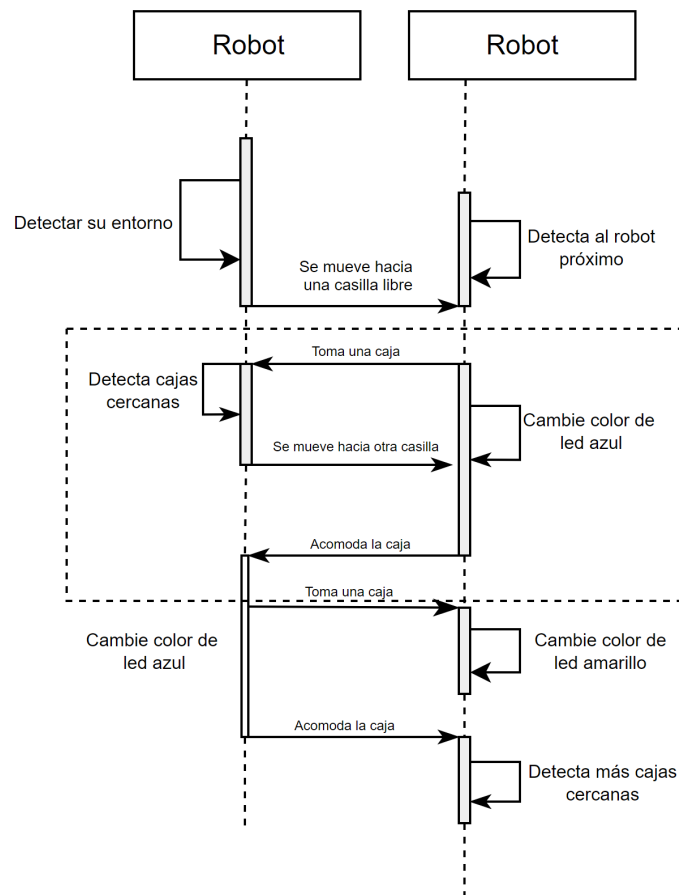 Robot
Robot
Detectar su entorno
Detecta al robot
próximo
Se mueve hacia
una casilla libre
Toma una caja
Detecta cajas
cercanas
Cambie color de
led azul
Se mueve hacia otra casilla
Acomoda la caja
Toma una caja
Cambie color de
led azul
Cambie color de
led amarillo
Acomoda la caja
Detecta más cajas
cercanas